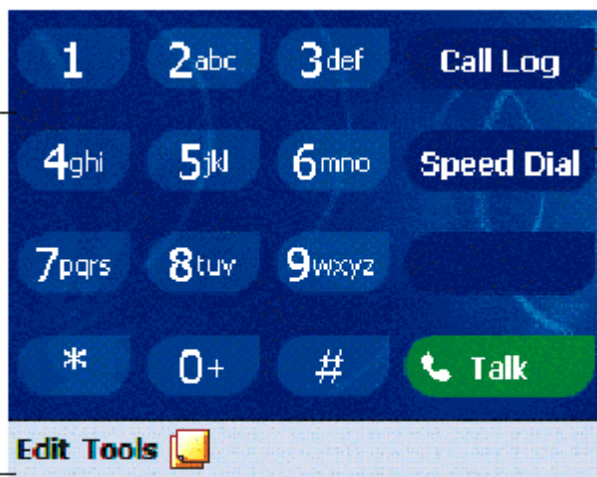 1 2abc 3def Call Log
4ghi 5jkl 6mno Speed Dial
7pqrs 8tuv 9wxyz
* 0+ # Talk
Edit Tools